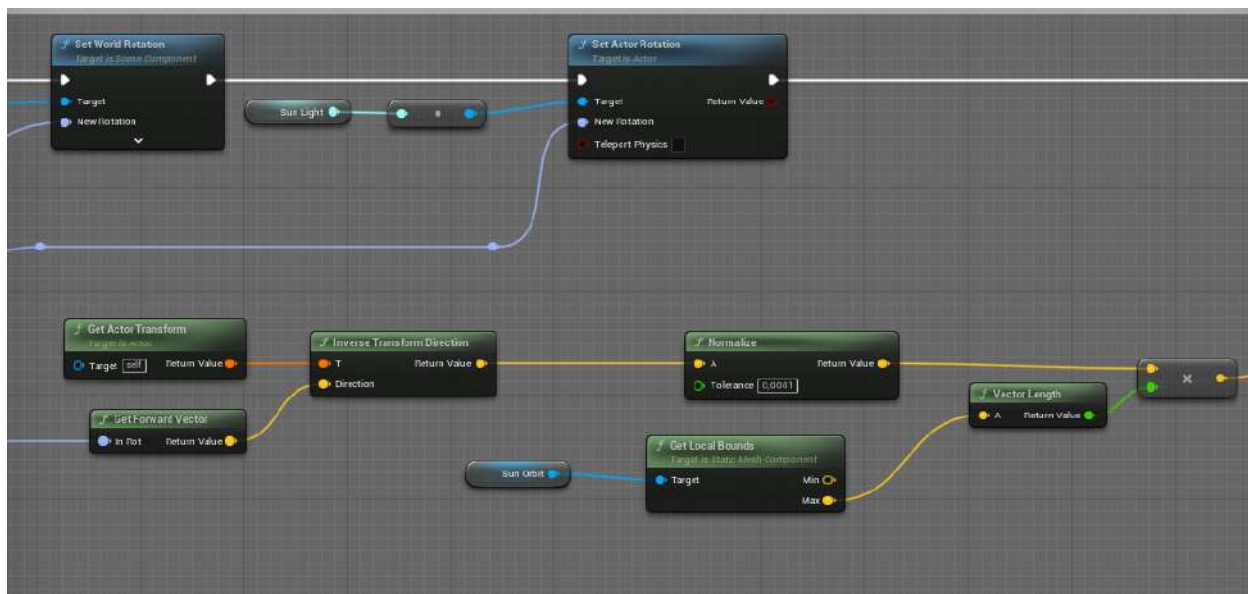 f Set World Rotation
Target is Scene Component
Target
New Rotation
Sun Light
f Set Actor Rotation
Target is Actor
Target
Return Value
New Rotation
Teleport Physics
f Get Actor Transform
Target is Actor
Target self
Return Value
f Get Forward Vector
In Rot
Return Value
f Inverse Transform Direction
T
Return Value
Direction
f Normalize
A
Return Value
Tolerance 0,0001
f Vector Length
A
Return Value
×
Sun Orbit
f Get Local Bounds
Target is Static Mesh Component
Target
Min
Max